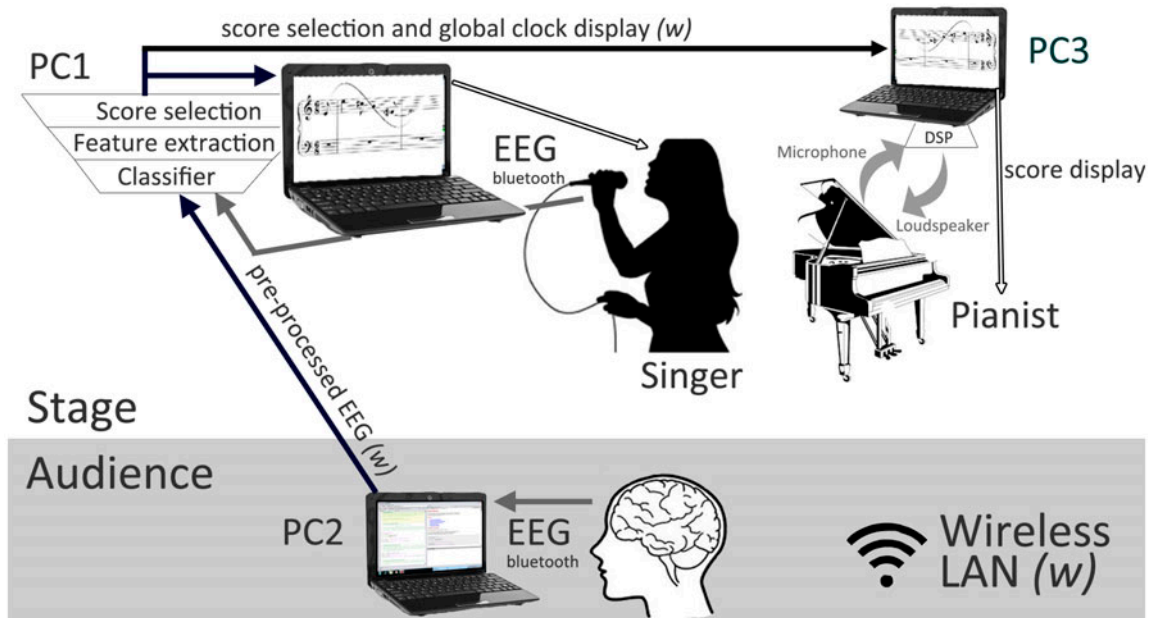 score selection and global clock display (w)
PC1
PC3
Score selection
Feature extraction
Classifier
EEG
bluetooth
DSP
Microphone
Loudspeaker
score display
Pianist
Singer
pre-processed EEG (w)
Stage
Audience
PC2
EEG
bluetooth
Wireless
LAN (w)